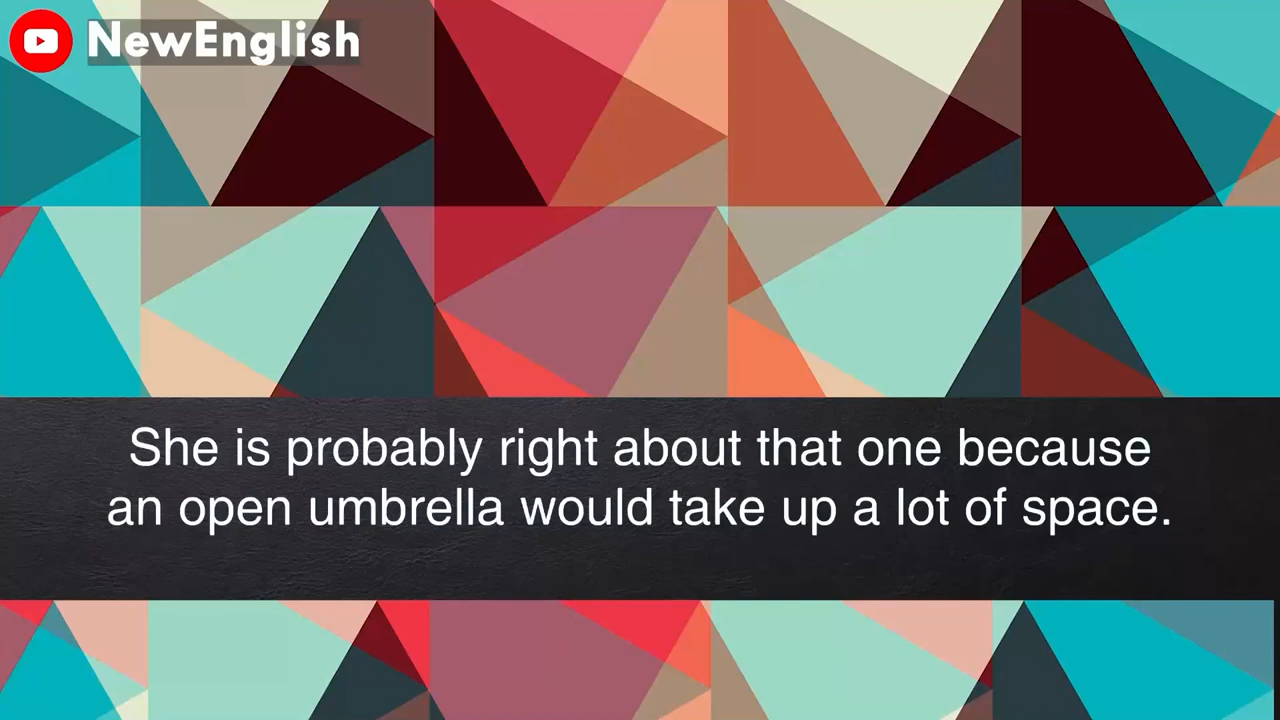 NewEnglish
She is probably right about that one because
an open umbrella would take up a lot of space.